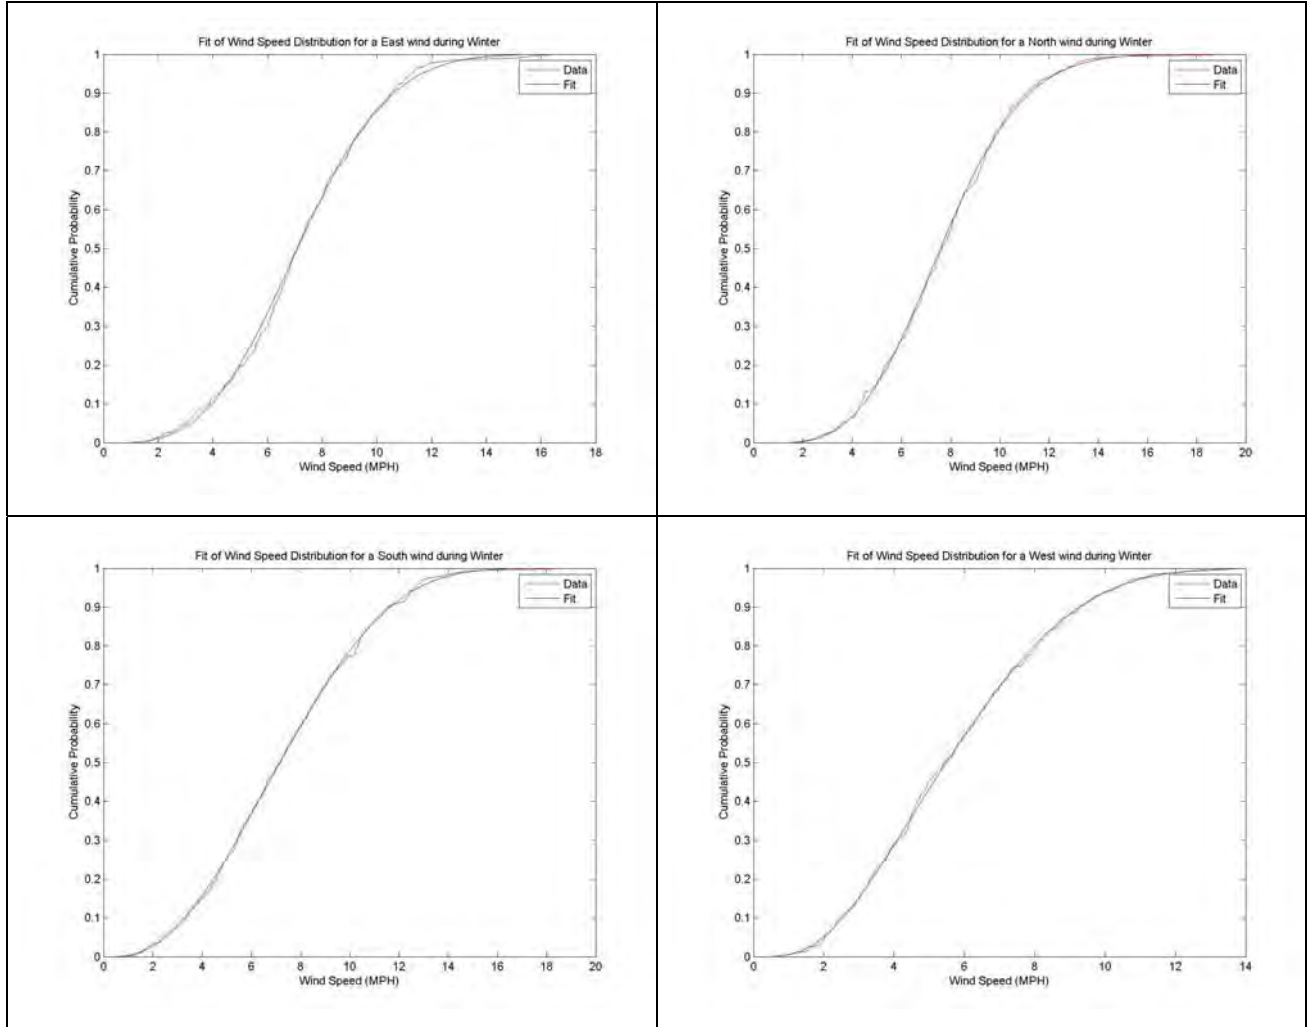 Fit of Wind Speed Distribution for a East wind during Winter
Data
Fit
1
0.9
0.8
0.7
0.6
0.5
0.4
0.3
0.2
0.1
0
Cumulative Probability
0 2 4 6 8 10 12 14 16 18
Wind Speed (MPH)
Fit of Wind Speed Distribution for a North wind during Winter
Data
Fit
1
0.9
0.8
0.7
0.6
0.5
0.4
0.3
0.2
0.1
0
Cumulative Probability
0 2 4 6 8 10 12 14 16 18 20
Wind Speed (MPH)
Fit of Wind Speed Distribution for a South wind during Winter
Data
Fit
1
0.9
0.8
0.7
0.6
0.5
0.4
0.3
0.2
0.1
0
Cumulative Probability
0 2 4 6 8 10 12 14 16 18 20
Wind Speed (MPH)
Fit of Wind Speed Distribution for a West wind during Winter
Data
Fit
1
0.9
0.8
0.7
0.6
0.5
0.4
0.3
0.2
0.1
0
Cumulative Probability
0 2 4 6 8 10 12 14
Wind Speed (MPH)